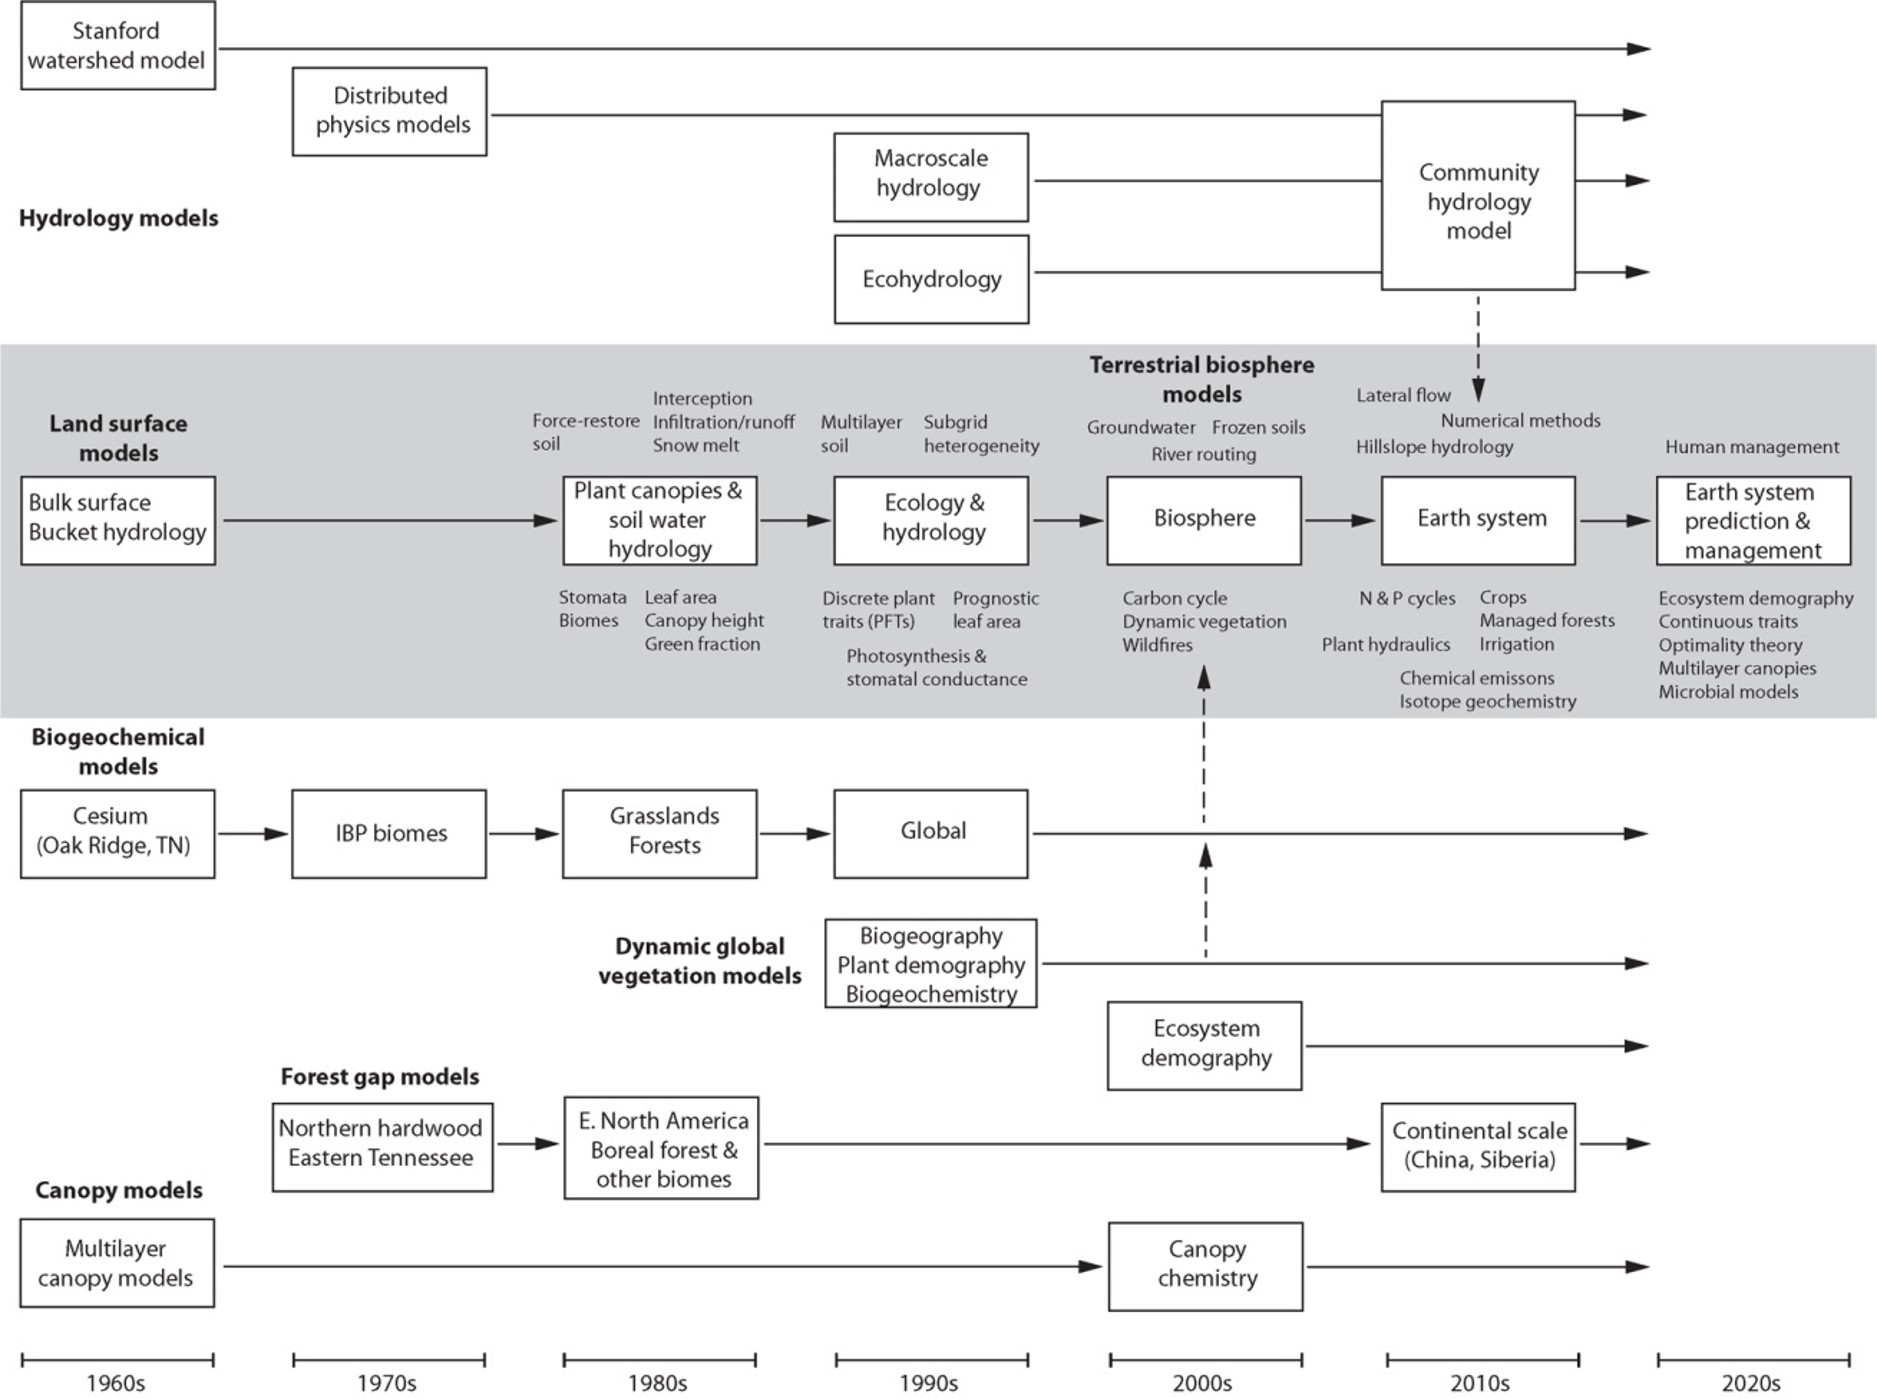 Stanford
watershed model
Distributed
physics models
Macroscale
hydrology
Community
hydrology
model
Hydrology models
Ecohydrology
Terrestrial biosphere
models
Land surface
models
Force-restore
soil
Interception
Infiltration/runoff
Snow melt
Multilayer
soil
Subgrid
heterogeneity
Groundwater Frozen soils
River routing
Lateral flow
Numerical methods
Hillslope hydrology
Human management
Bulk surface
Bucket hydrology
Plant canopies &
soil water
hydrology
Ecology &
hydrology
Biosphere
Earth system
Earth system
prediction &
management
Stomata
Biomes
Leaf area
Canopy height
Green fraction
Discrete plant
traits (PFTs)
Prognostic
leaf area
Photosynthesis &
stomatal conductance
Carbon cycle
Dynamic vegetation
Wildfires
N & P cycles
Plant hydraulics
Crops
Managed forests
Irrigation
Chemical emissons
Isotope geochemistry
Ecosystem demography
Continuous traits
Optimality theory
Multilayer canopies
Microbial models
Biogeochemical
models
Cesium
(Oak Ridge, TN)
IBP biomes
Grasslands
Forests
Global
Dynamic global
vegetation models
Biogeography
Plant demography
Biogeochemistry
Ecosystem
demography
Forest gap models
Northern hardwood
Eastern Tennessee
E. North America
Boreal forest &
other biomes
Continental scale
(China, Siberia)
Canopy models
Multilayer
canopy models
Canopy
chemistry
1960s 1970s 1980s 1990s 2000s 2010s 2020s